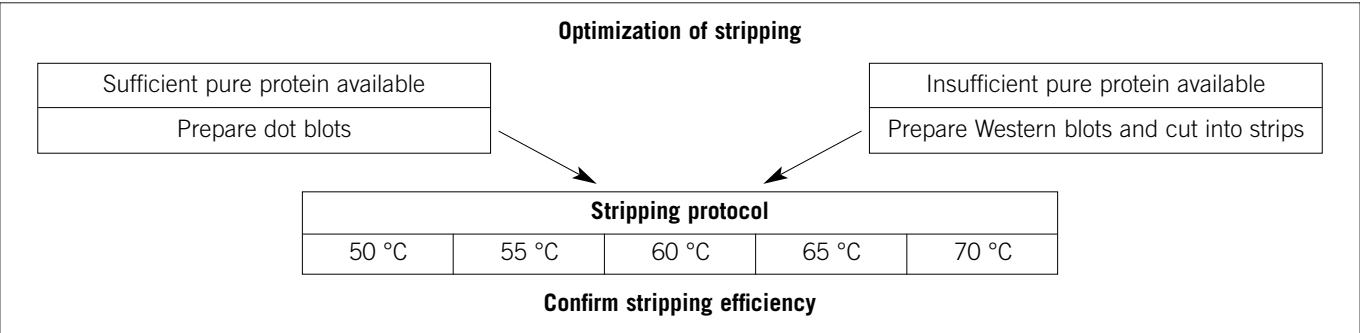 Optimization of stripping
Sufficient pure protein available
Prepare dot blots
Insufficient pure protein available
Prepare Western blots and cut into strips
Stripping protocol
50 °C 55 °C 60 °C 65 °C 70 °C
Confirm stripping efficiency